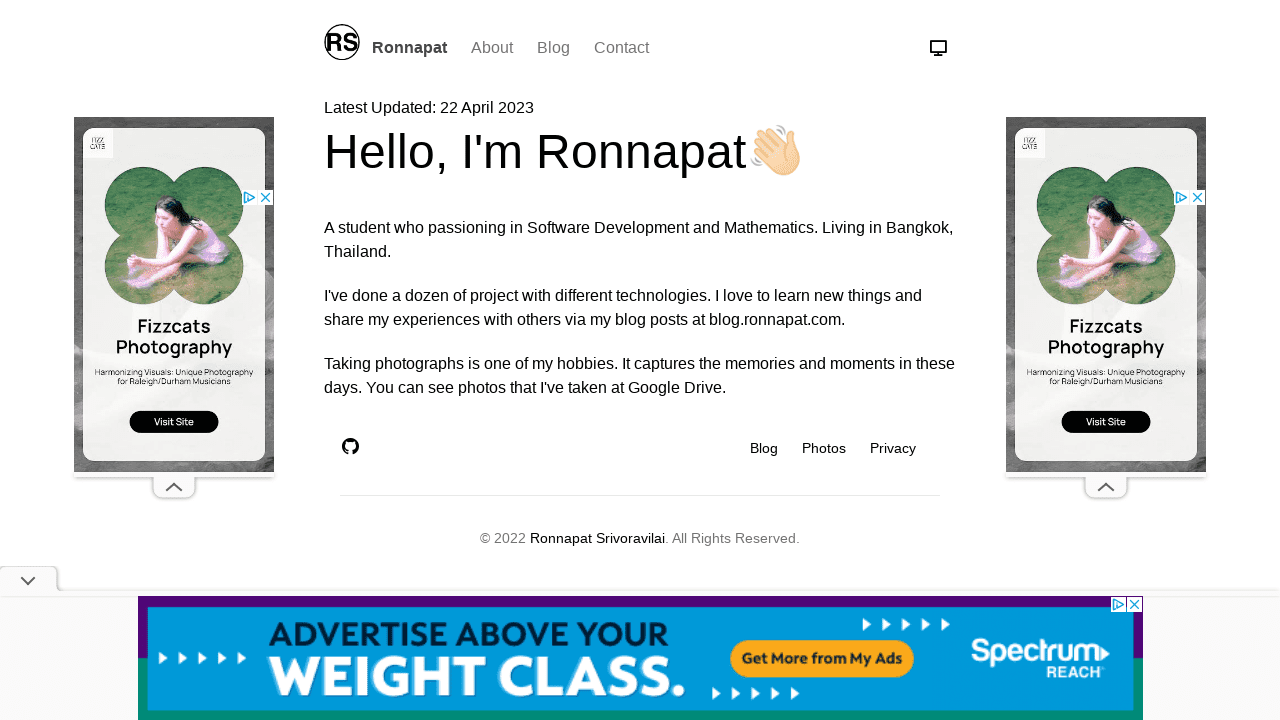 RS
Ronnapat About Blog Contact
Latest Updated: 22 April 2023
Hello, I'm Ronnapat
A student who passioning in Software Development and Mathematics. Living in Bangkok,
Thailand.
I've done a dozen of project with different technologies. I love to learn new things and
share my experiences with others via my blog posts at blog.ronnapat.com.
Taking photographs is one of my hobbies. It captures the memories and moments in these
days. You can see photos that I've taken at Google Drive.
Blog Photos Privacy
© 2022 Ronnapat Srivoravilai. All Rights Reserved.
FIZZ
CATS
Fizzcats
Photography
Harmonizing Visuals: Unique Photography
for Raleigh/Durham Musicians
Visit Site
FIZZ
CATS
Fizzcats
Photography
Harmonizing Visuals: Unique Photography
for Raleigh/Durham Musicians
Visit Site
ADVERTISE ABOVE YOUR
WEIGHT CLASS.
Get More from My Ads
Spectrum
REACH